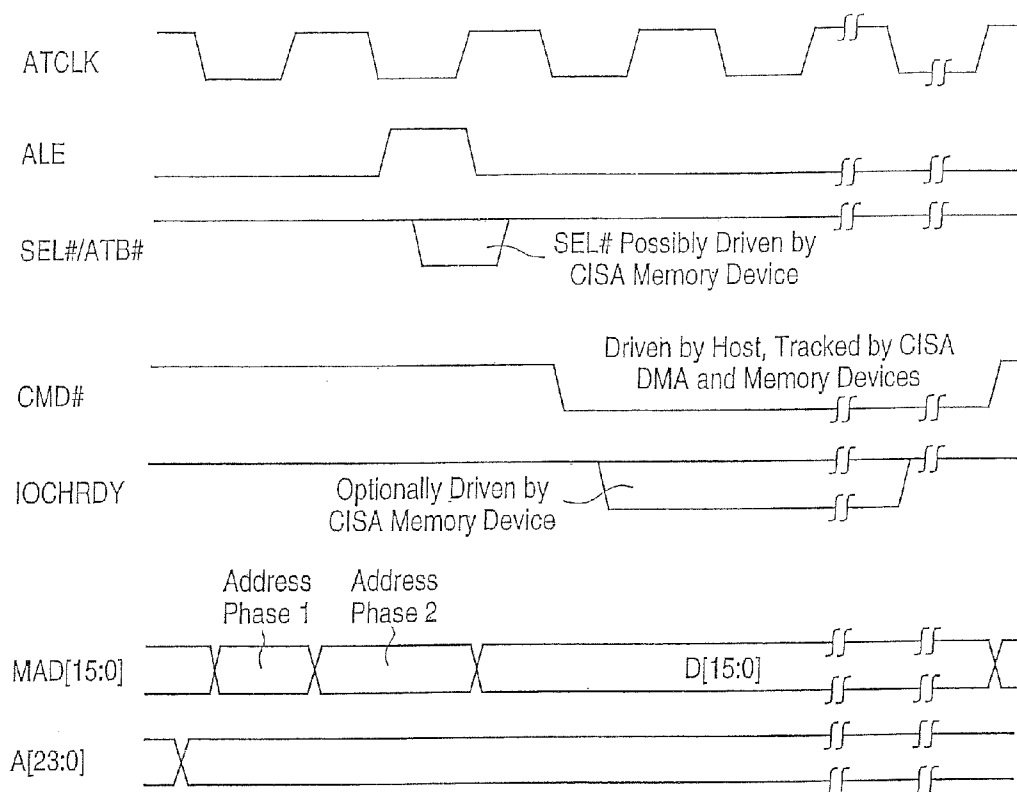 ATCLK
ALE
SEL#/ATB#
SEL# Possibly Driven by
CISA Memory Device
CMD#
Driven by Host, Tracked by CISA
DMA and Memory Devices
IOCHRDY
Optionally Driven by
CISA Memory Device
Address
Phase 1
Address
Phase 2
MAD[15:0]
D[15:0]
A[23:0]